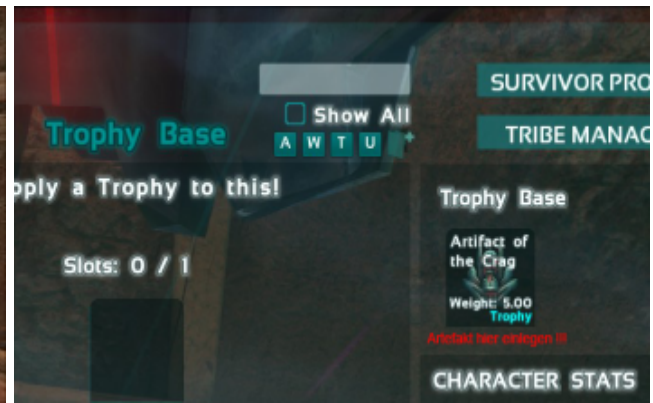 SURVIVOR PRO
Show All
Trophy Base
A W T U +
TRIBE MANAC
pply a Trophy to this!
Trophy Base
Slots: 0 / 1
Artifact of
the Crag
Weight: 5.00
Trophy
Artefakt hier einlegen !!!
CHARACTER STATS